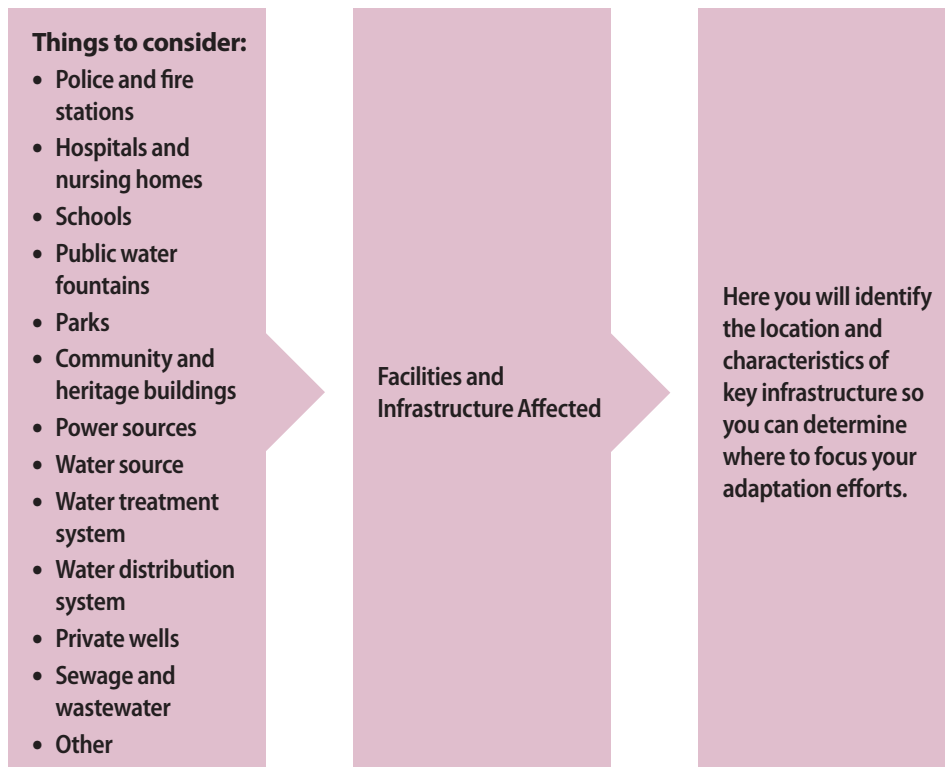 Things to consider:
• Police and fire
stations
• Hospitals and
nursing homes
• Schools
• Public water
fountains
• Parks
• Community and
heritage buildings
• Power sources
• Water source
• Water treatment
system
• Water distribution
system
• Private wells
• Sewage and
wastewater
• Other
Facilities and
Infrastructure Affected
Here you will identify
the location and
characteristics of
key infrastructure so
you can determine
where to focus your
adaptation efforts.